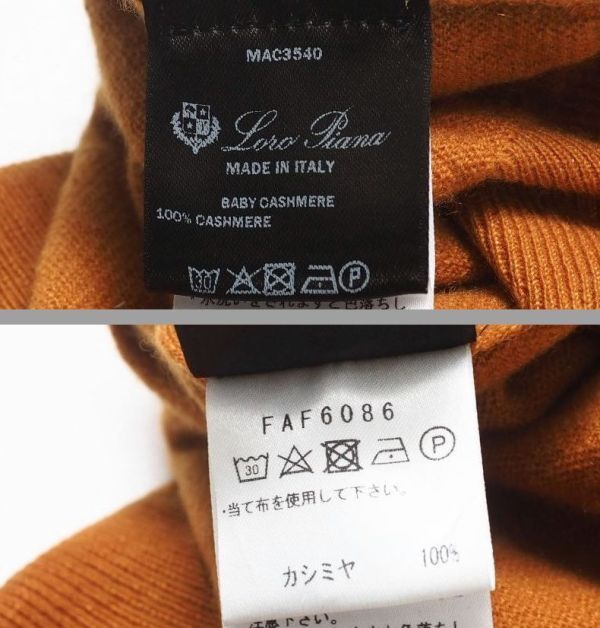 MAC3540
Loro Piana
MADE IN ITALY
BABY CASHMERE
100% CASHMERE
30 P
FAF6086
30 P
・当て布を使用して下さい。
カシミヤ 100%